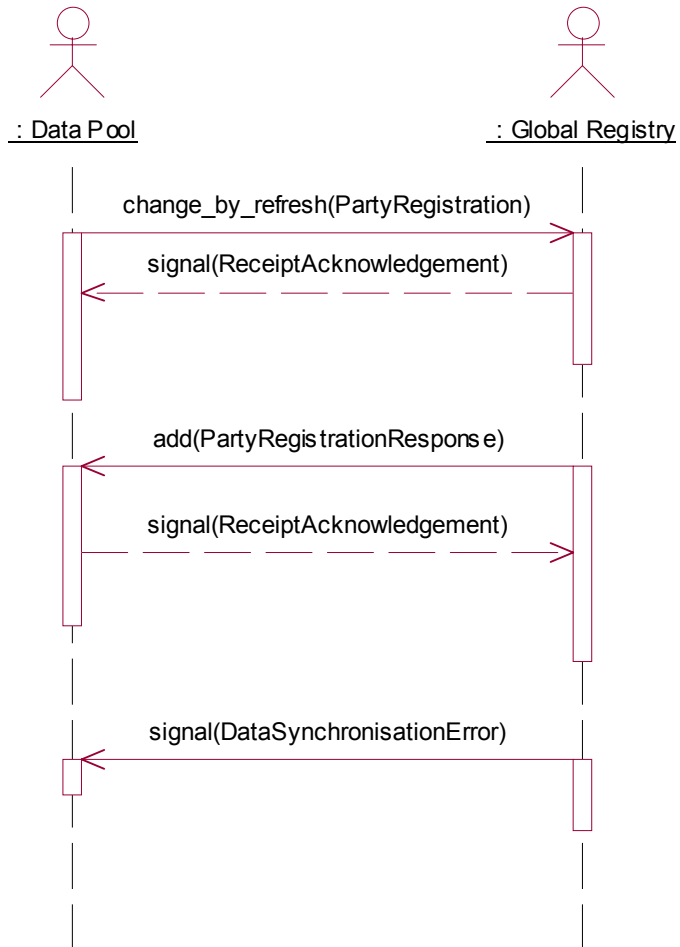 : Data Pool
: Global Registry
change_by_refresh(PartyRegistration)
signal(ReceiptAcknowledgement)
add(PartyRegistrationResponse)
signal(ReceiptAcknowledgement)
signal(DataSynchronisationError)